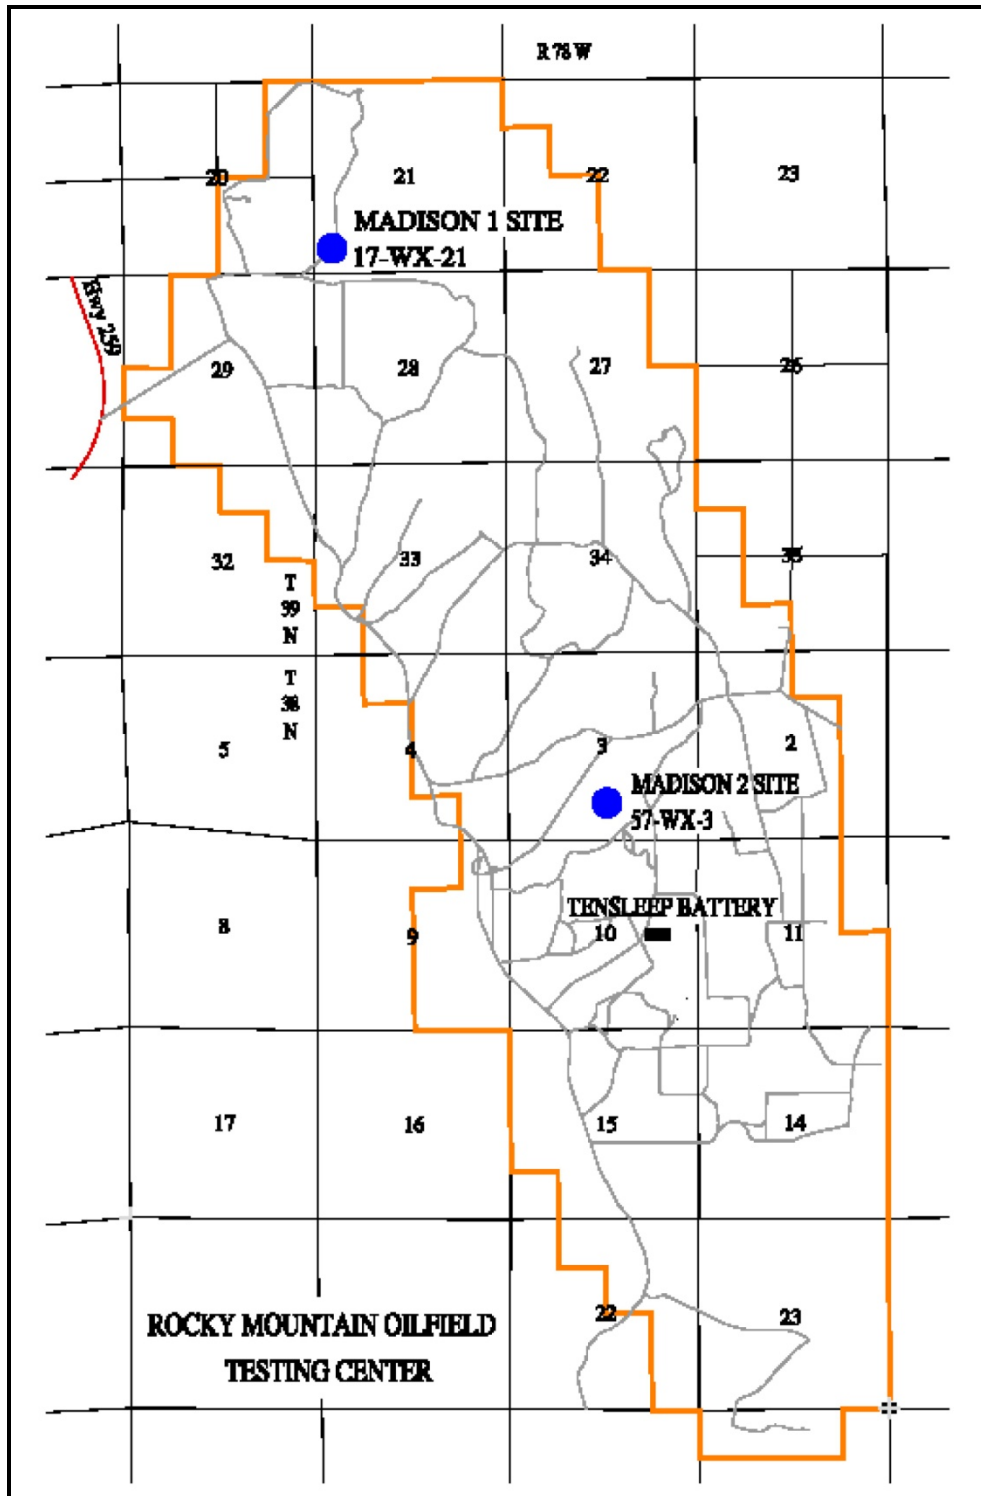 R 78 W
20
21
22
23
MADISON 1 SITE
17-WX-21
Hwy 259
29
28
27
26
32
33
34
35
T
39
N
T
38
N
5
4
3
2
MADISON 2 SITE
57-WX-3
TENSLEEP BATTERY
8
9
10
11
17
16
15
14
22
23
ROCKY MOUNTAIN OILFIELD
TESTING CENTER